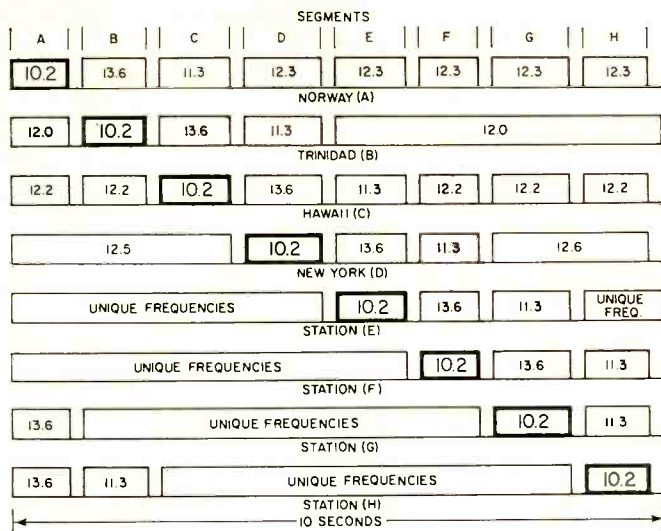 SEGMENTS
A B C D E F G H
10.2 13.6 11.3 12.3 12.3 12.3 12.3 12.3
NORWAY (A)
12.0 10.2 13.6 11.3 12.0
TRINIDAD (B)
12.2 12.2 10.2 13.6 11.3 12.2 12.2 12.2
HAWAII (C)
12.5 10.2 13.6 11.3 12.6
NEW YORK (D)
UNIQUE FREQUENCIES 10.2 13.6 11.3 UNIQUE FREQ.
STATION (E)
UNIQUE FREQUENCIES 10.2 13.6 11.3
STATION (F)
13.6 UNIQUE FREQUENCIES 10.2 11.3
STATION (G)
13.6 11.3 UNIQUE FREQUENCIES 10.2
STATION (H)
10 SECONDS